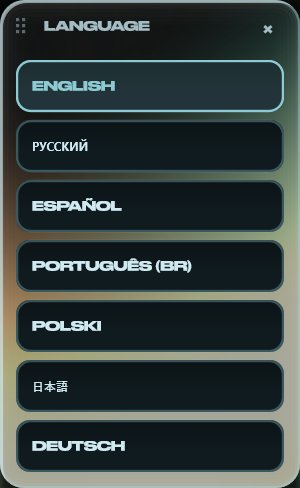 LANGUAGE
ENGLISH
РУССКИЙ
ESPAÑOL
PORTUGUÊS (BR)
POLSKI
日本語
DEUTSCH